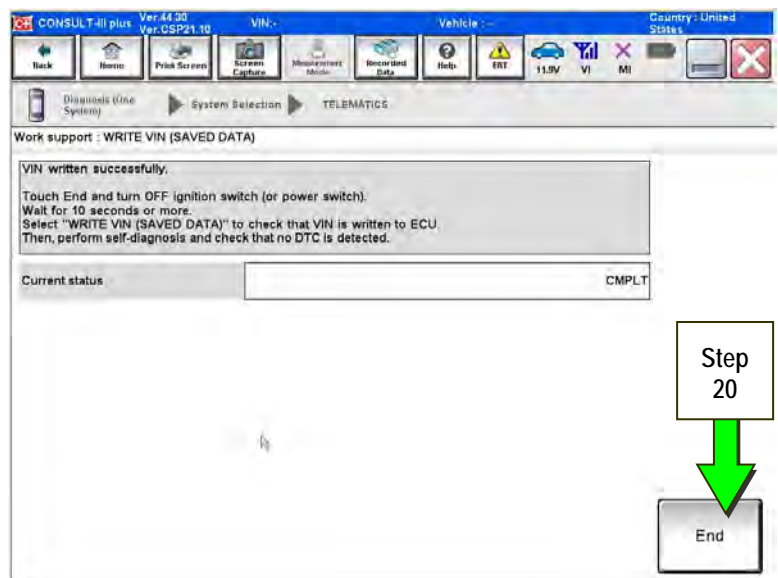 CONSULT-III plus Ver.44.30 VIN:- Vehicle : - Country : United
Ver.CSP21.10 States
Back
Home
Print Screen
Screen
Capture
Measurement
Mode
Recorded
Data
Help
ERT
11.9V
VI
MI
Diagnosis (One
System)
System Selection
TELEMATICS
Work support : WRITE VIN (SAVED DATA)
VIN written successfully.
Touch End and turn OFF ignition switch (or power switch).
Wait for 10 seconds or more.
Select "WRITE VIN (SAVED DATA)" to check that VIN is written to ECU.
Then, perform self-diagnosis and check that no DTC is detected.
Current status
CMPLT
Step
20
End